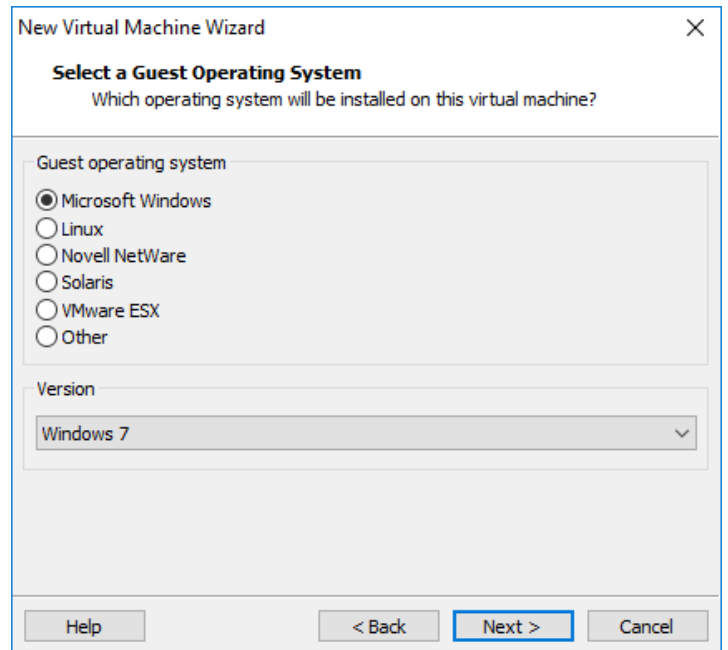 New Virtual Machine Wizard
Select a Guest Operating System
Which operating system will be installed on this virtual machine?
Guest operating system
Microsoft Windows
Linux
Novell NetWare
Solaris
VMware ESX
Other
Version
Windows 7
Help
< Back
Next >
Cancel